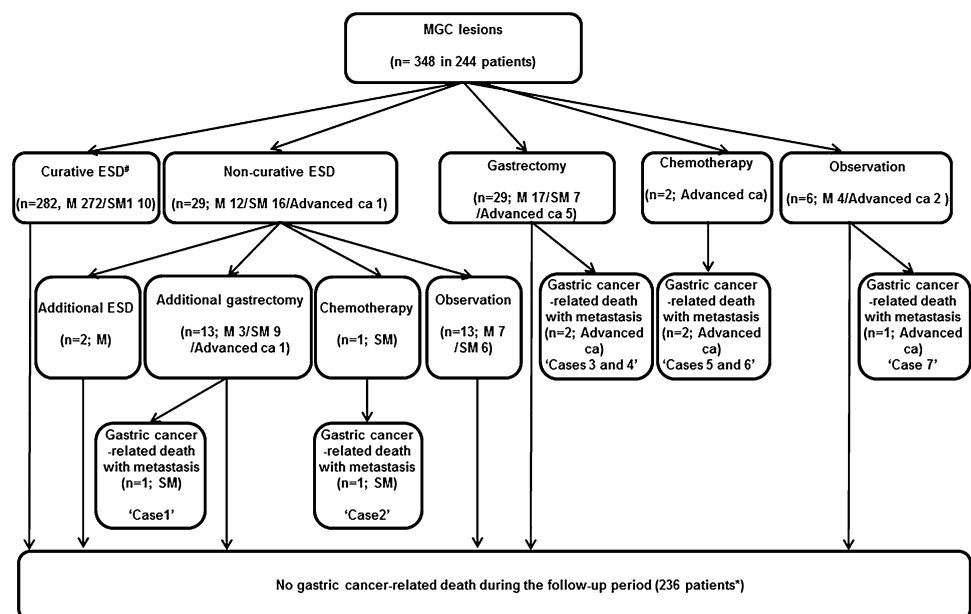 MGC lesions
(n= 348 in 244 patients)
Curative ESD#
(n=282, M 272/SM1 10)
Non-curative ESD
(n=29; M 12/SM 16/Advanced ca 1)
Gastrectomy
(n=29; M 17/SM 7
/Advanced ca 5)
Chemotherapy
(n=2; Advanced ca)
Observation
(n=6; M 4/Advanced ca 2 )
Additional ESD
(n=2; M)
Additional gastrectomy
(n=13; M 3/SM 9
/Advanced ca 1)
Chemotherapy
(n=1; SM)
Observation
(n=13; M 7
/SM 6)
Gastric cancer
-related death
with metastasis
(n=2; Advanced
ca)
‘Cases 3 and 4’
Gastric cancer
-related death
with metastasis
(n=2; Advanced
ca)
‘Cases 5 and 6’
Gastric cancer
-related death
with metastasis
(n=1; Advanced
ca)
‘Case 7’
Gastric cancer
-related death
with metastasis
(n=1; SM)
‘Case1’
Gastric cancer
-related death
with metastasis
(n=1; SM)
‘Case2’
No gastric cancer-related death during the follow-up period (236 patients*)